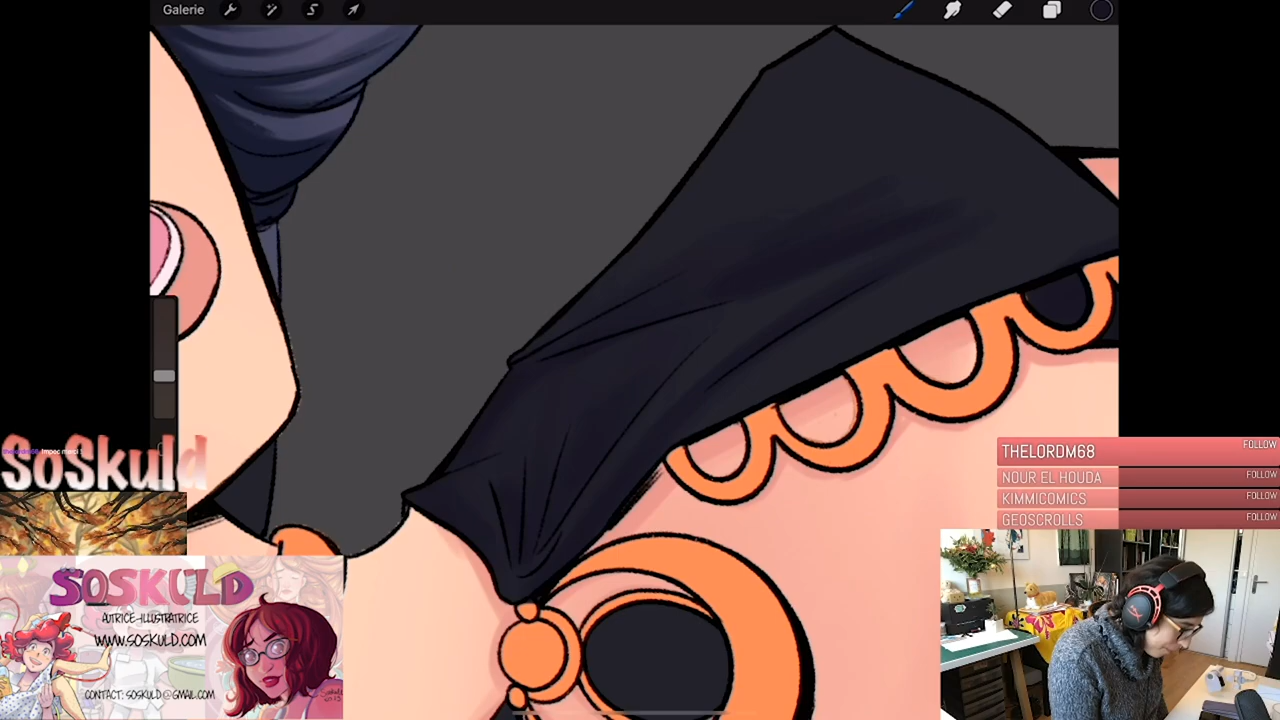 Galerie
THELORDM68 FOLLOW
NOUR EL HOUDA FOLLOW
KIMMICOMICS FOLLOW
GEOSCROLLS FOLLOW
SoSkuld
SOSKULD
AUTRICE-ILLUSTRATRICE
WWW.SOSKULD.COM
CONTACT: SOSKULD@GMAIL.COM